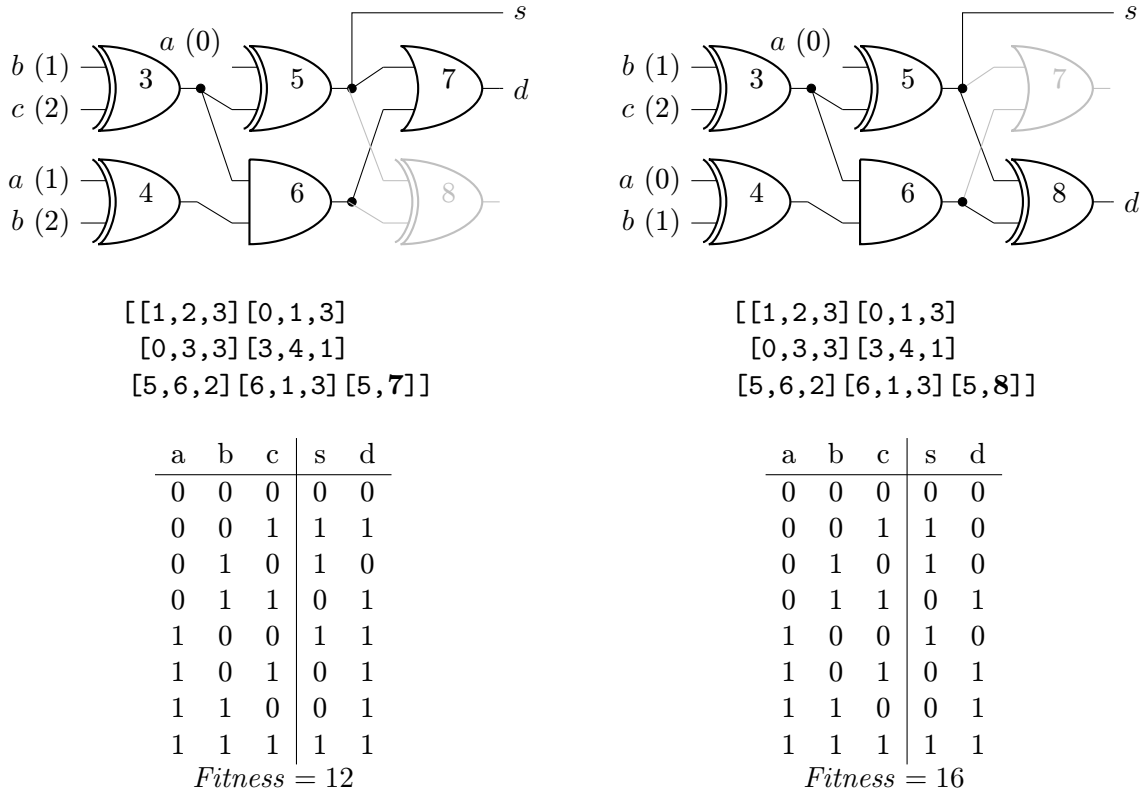 s
a (0)
b (1)
3
5
7
d
c (2)
a (1)
4
6
8
b (2)
[[1,2,3][0,1,3]
[0,3,3][3,4,1]
[5,6,2][6,1,3][5,7]]
a b c s d
0 0 0 0 0
0 0 1 1 1
0 1 0 1 0
0 1 1 0 1
1 0 0 1 1
1 0 1 0 1
1 1 0 0 1
1 1 1 1 1
Fitness = 12
s
a (0)
b (1)
3
5
7
c (2)
a (0)
4
6
8
d
b (1)
[[1,2,3][0,1,3]
[0,3,3][3,4,1]
[5,6,2][6,1,3][5,8]]
a b c s d
0 0 0 0 0
0 0 1 1 0
0 1 0 1 0
0 1 1 0 1
1 0 0 1 0
1 0 1 0 1
1 1 0 0 1
1 1 1 1 1
Fitness = 16